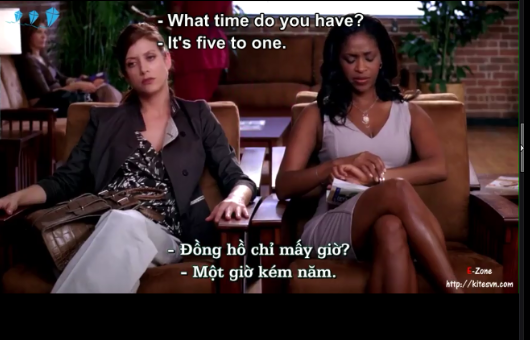 - What time do you have?
- It's five to one.
- Đồng hồ chỉ mấy giờ?
- Một giờ kém năm.
E-Zone
http://kitesvn.com